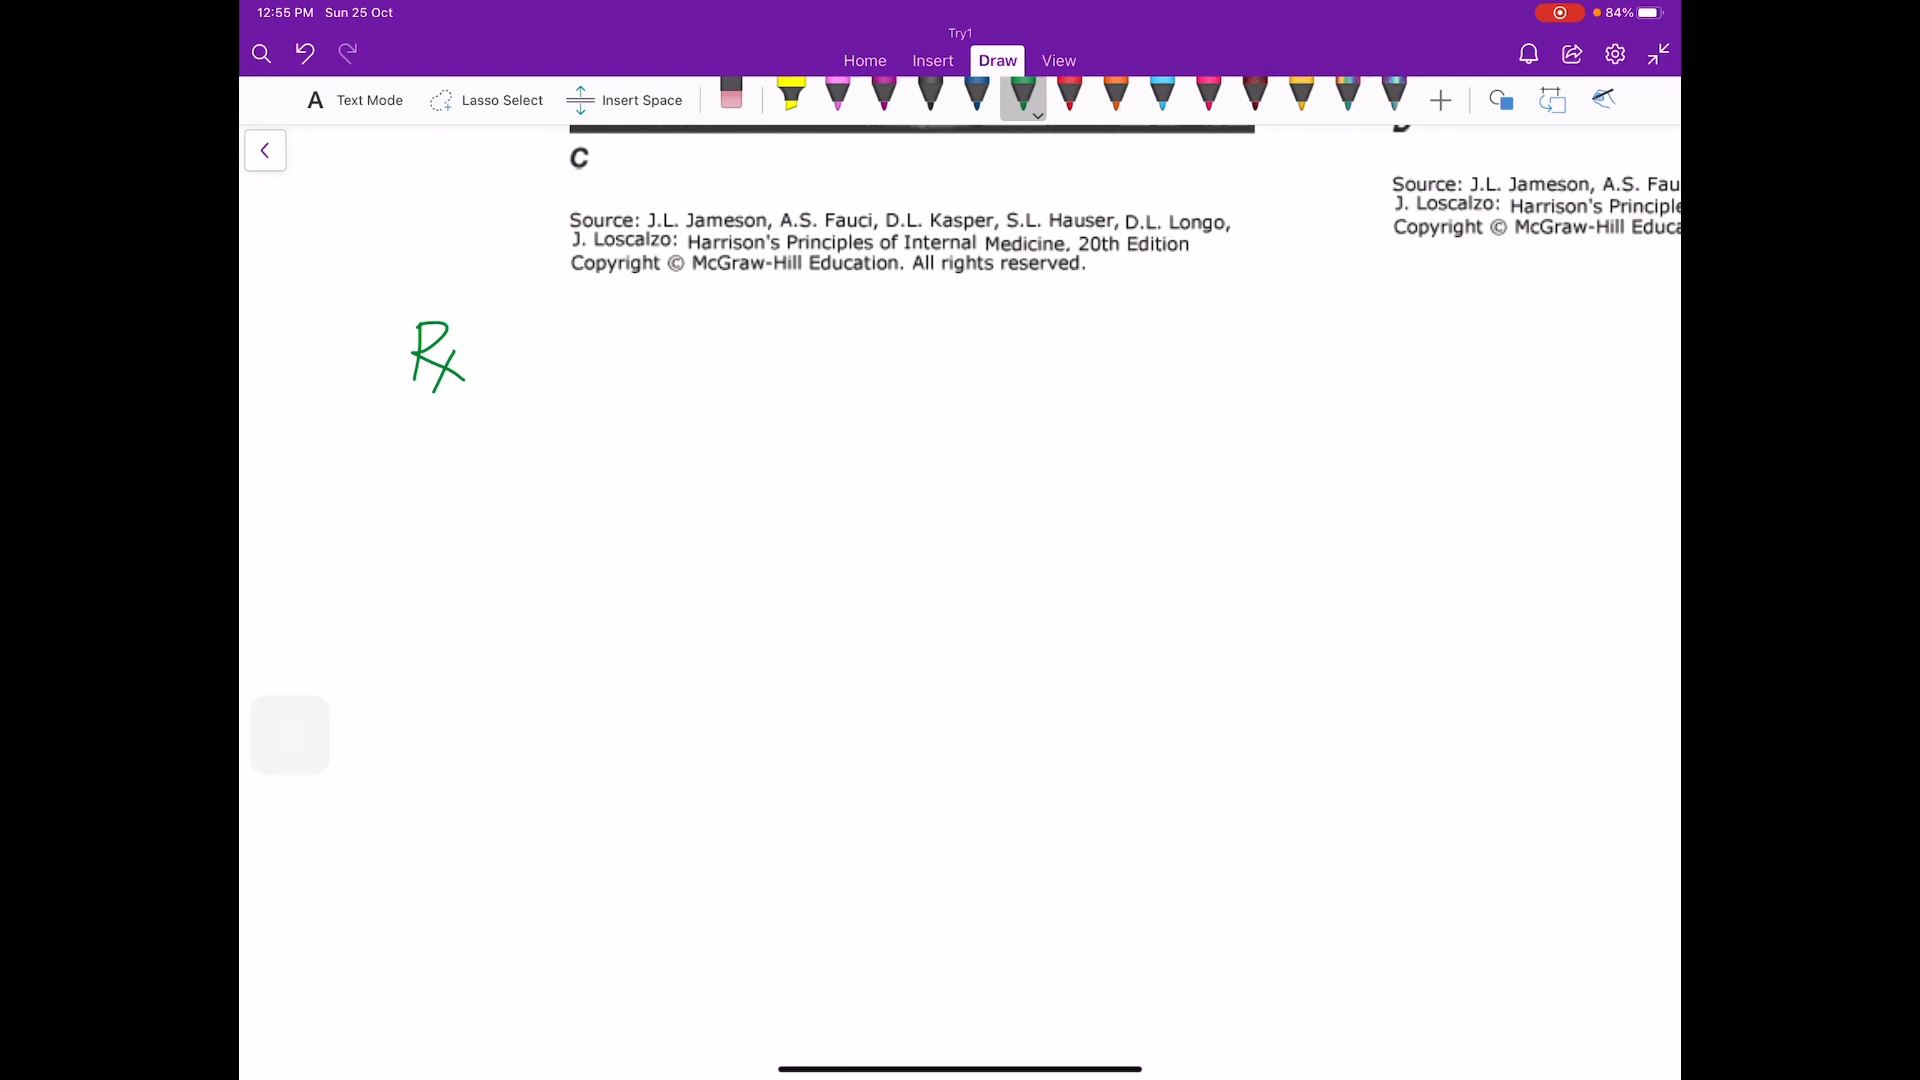 12:55 PM Sun 25 Oct
84%
Try1
Home Insert Draw View
A Text Mode Lasso Select Insert Space
C
Source: J.L. Jameson, A.S. Fauci, D.L. Kasper, S.L. Hauser, D.L. Longo,
J. Loscalzo: Harrison's Principles of Internal Medicine, 20th Edition
Copyright © McGraw-Hill Education. All rights reserved.
Source: J.L. Jameson, A.S. Fau
J. Loscalzo: Harrison's Principle
Copyright © McGraw-Hill Educa
Rx